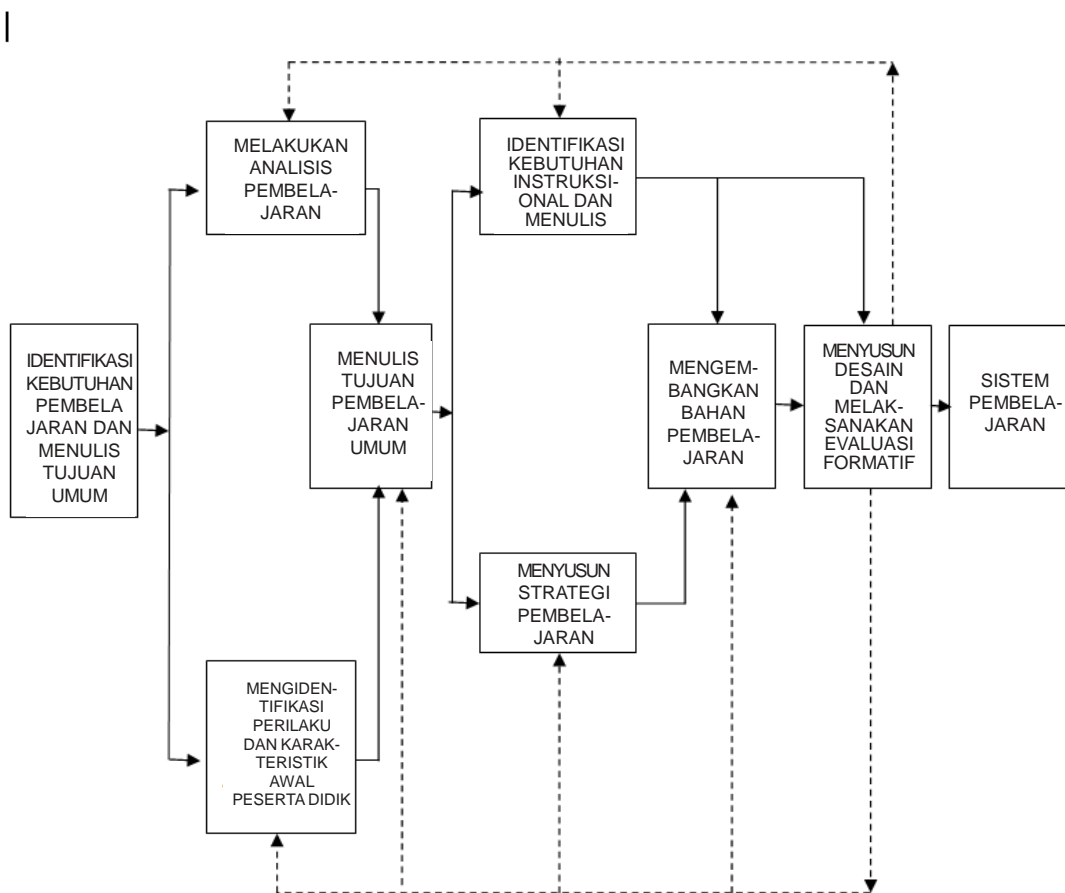 MELAKUKAN
ANALISIS
PEMBELA-
JARAN
IDENTIFIKASI
KEBUTUHAN
INSTRUKSI-
ONAL DAN
MENULIS
IDENTIFIKASI
KEBUTUHAN
PEMBELA
JARAN DAN
MENULIS
TUJUAN
UMUM
MENULIS
TUJUAN
PEMBELA-
JARAN
UMUM
MENGEM-
BANGKAN
BAHAN
PEMBELA-
JARAN
MENYUSUN
DESAIN
DAN
MELAK-
SANAKAN
EVALUASI
FORMATIF
SISTEM
PEMBELA-
JARAN
MENYUSUN
STRATEGI
PEMBELA-
JARAN
MENGIDEN-
TIFIKASI
PERILAKU
DAN KARAK-
TERISTIK
AWAL
PESERTA DIDIK